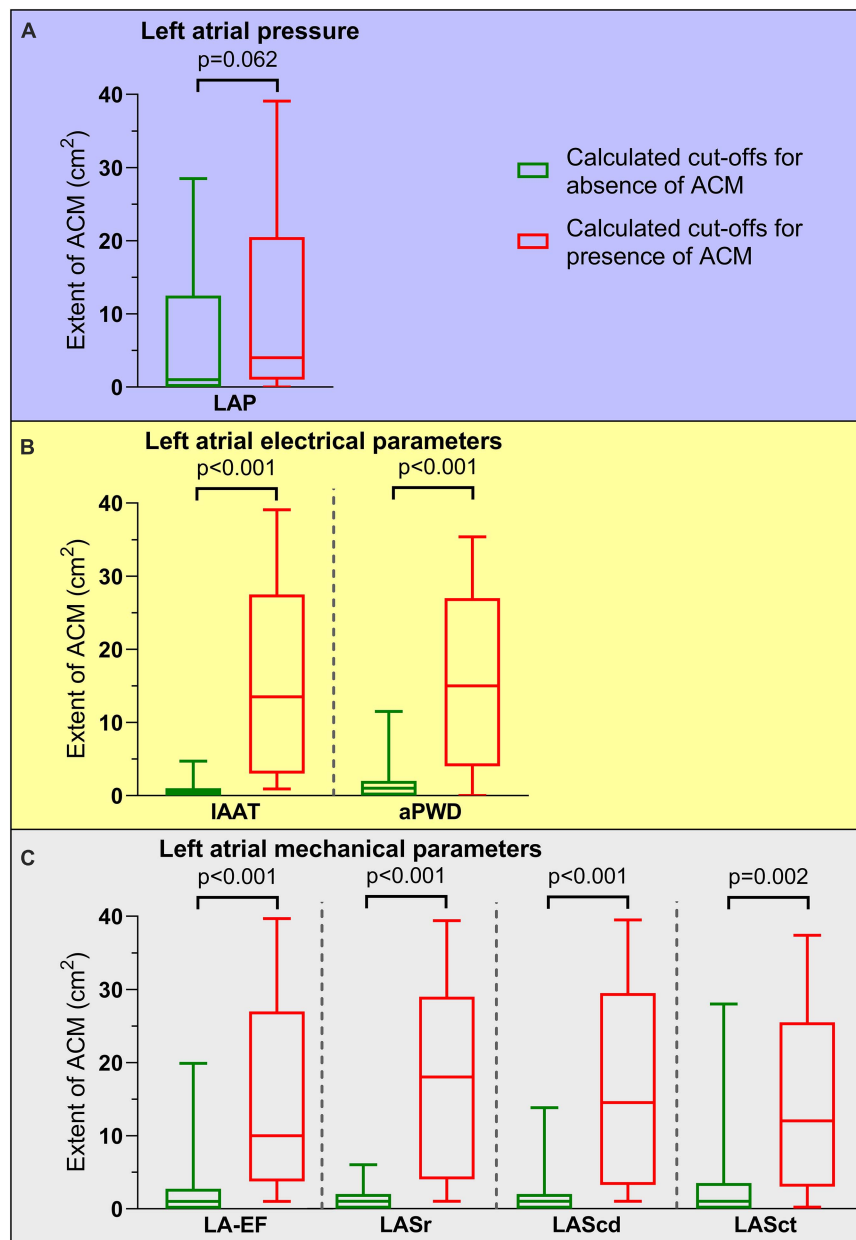 A
Left atrial pressure
p=0.062
Extent of ACM (cm²)
40
30
20
10
0
LAP
Calculated cut-offs for
absence of ACM
Calculated cut-offs for
presence of ACM
B
Left atrial electrical parameters
p<0.001
p<0.001
Extent of ACM (cm²)
40
30
20
10
0
IAAT
aPWD
C
Left atrial mechanical parameters
p<0.001
p<0.001
p<0.001
p=0.002
Extent of ACM (cm²)
40
30
20
10
0
LA-EF
LASr
LAScd
LASct